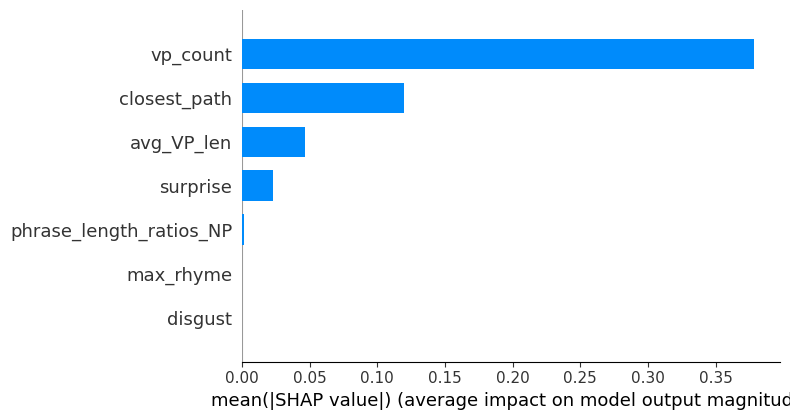 vp_count
closest_path
avg_VP_len
surprise
phrase_length_ratios_NP
max_rhyme
disgust
0.00 0.05 0.10 0.15 0.20 0.25 0.30 0.35
mean(|SHAP value|) (average impact on model output magnitud